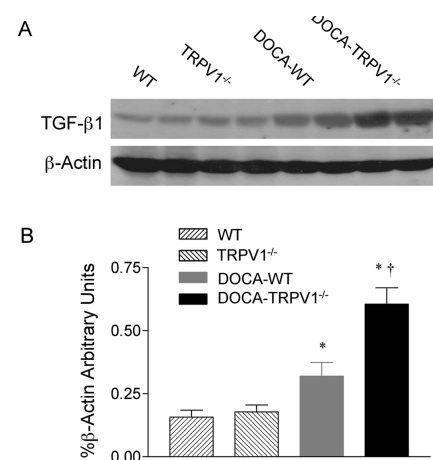 A
WT
TRPV1-/-
DOCA-WT
DOCA-TRPV1-/-
TGF-β1
β-Actin
B
WT
TRPV1-/-
DOCA-WT
DOCA-TRPV1-/-
%β-Actin Arbitrary Units
0.75
0.50
0.25
0.00
*
* †